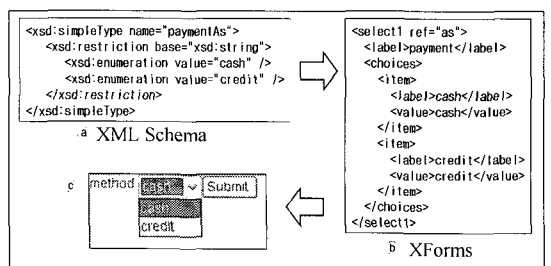 <xsd:simpleType name="paymentAs">
<xsd:restriction base="xsd:string">
<xsd:enumeration value="cash" />
<xsd:enumeration value="credit" />
</xsd:restriction>
</xsd:simpleType>
a XML Schema
<select1 ref="as">
<label>payment</label>
<choices>
<item>
<label>cash</label>
<value>cash</value>
</item>
<item>
<label>credit</label>
<value>credit</value>
</item>
</choices>
</select1>
b XForms
c method cash Submit
cash
credit